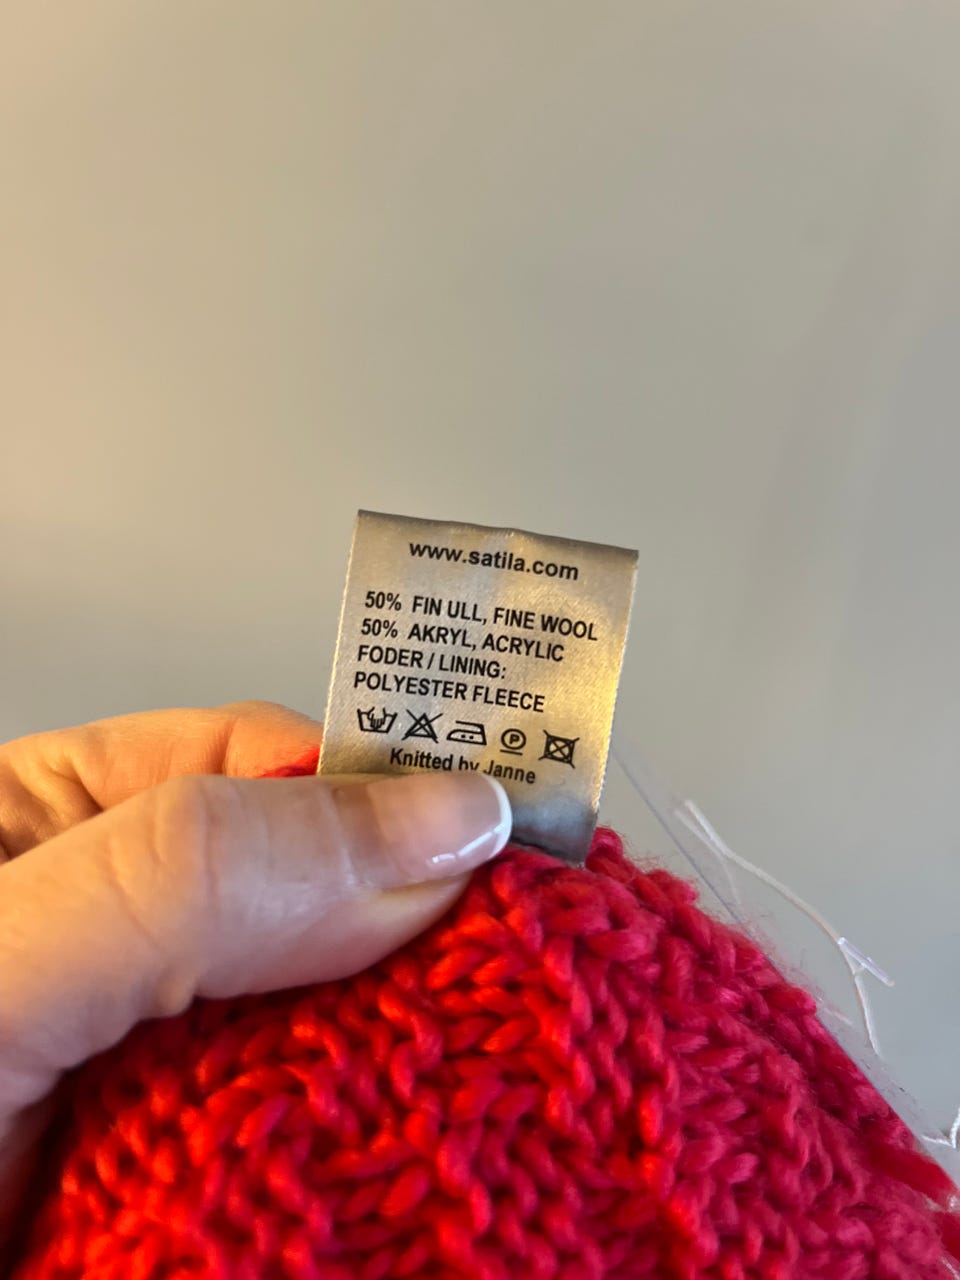 www.satila.com
50% FIN ULL, FINE WOOL
50% AKRYL, ACRYLIC
FODER / LINING:
POLYESTER FLEECE
P
Knitted by Janne